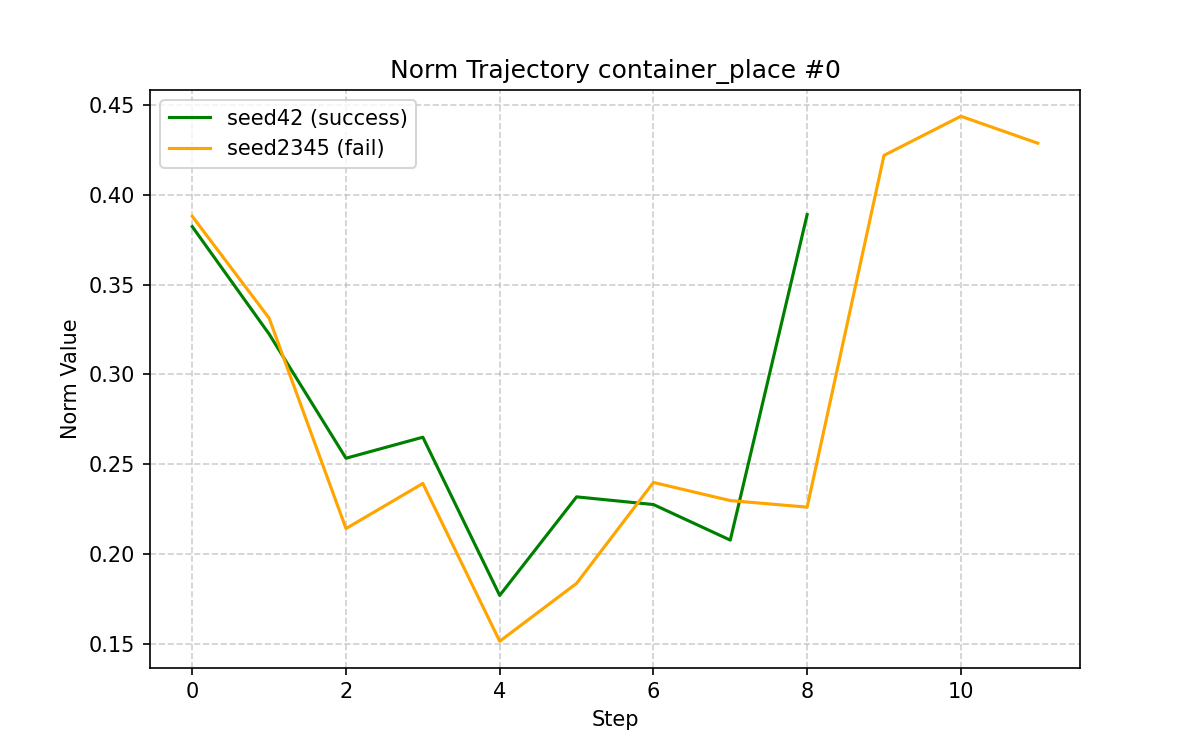 Norm Trajectory container_place #0
seed42 (success)
seed2345 (fail)
Norm Value
0.45
0.40
0.35
0.30
0.25
0.20
0.15
0 2 4 6 8 10
Step